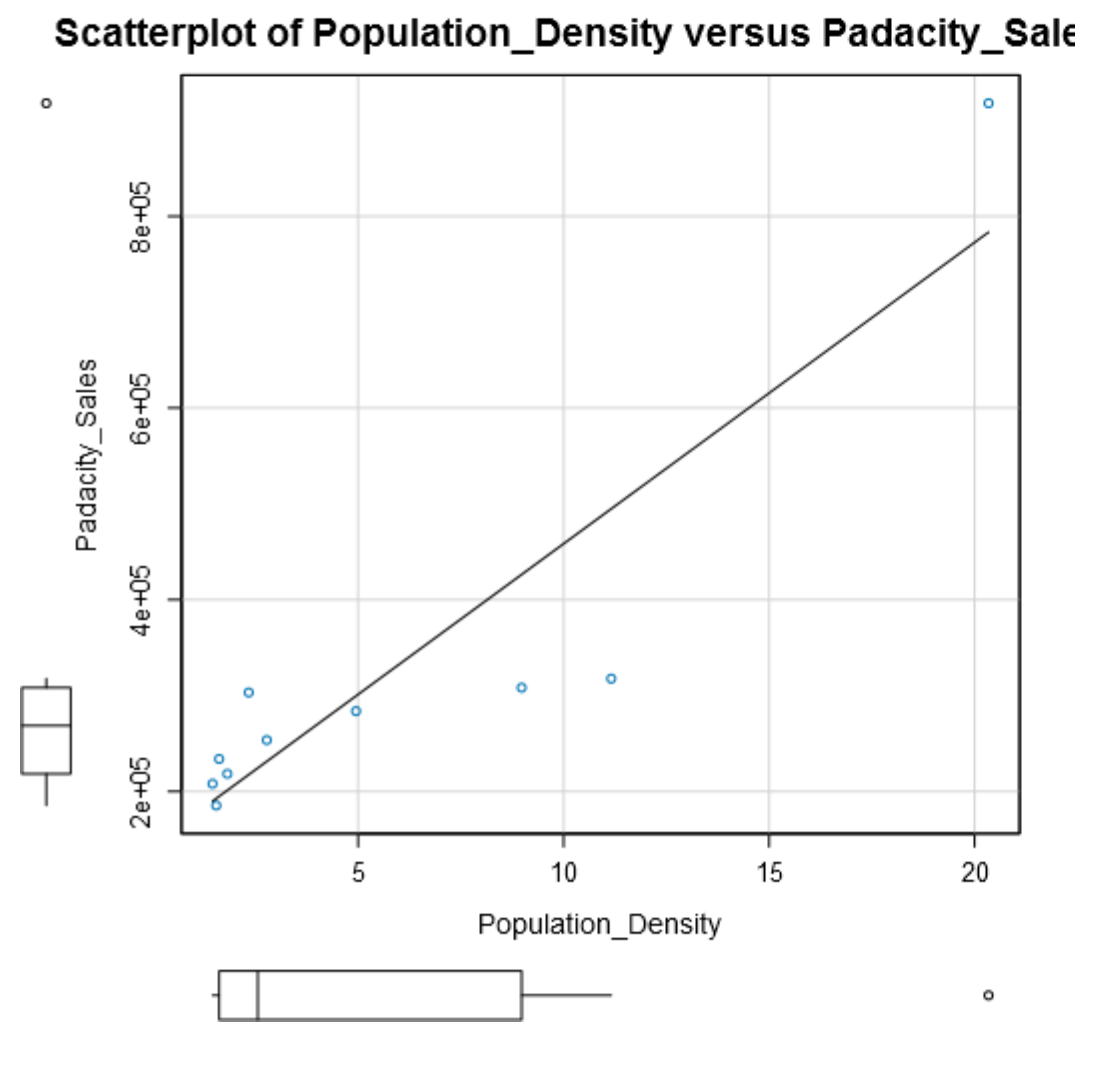 Scatterplot of Population_Density versus Padacity_Sale
8e+05
6e+05
4e+05
2e+05
Padacity_Sales
5 10 15 20
Population_Density